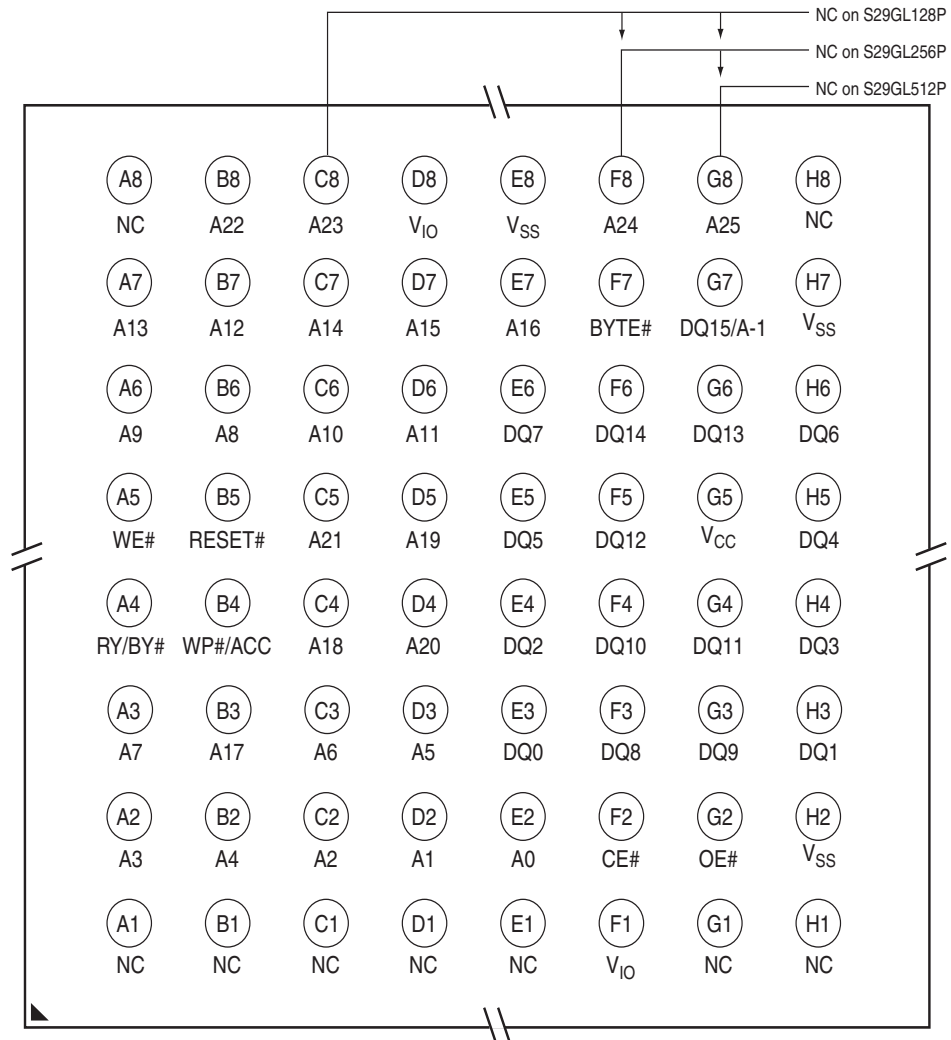 NC on S29GL128P
NC on S29GL256P
NC on S29GL512P
A8 B8 C8 D8 E8 F8 G8 H8
NC A22 A23 VIO VSS A24 A25 NC
A7 B7 C7 D7 E7 F7 G7 H7
A13 A12 A14 A15 A16 BYTE# DQ15/A-1 VSS
A6 B6 C6 D6 E6 F6 G6 H6
A9 A8 A10 A11 DQ7 DQ14 DQ13 DQ6
A5 B5 C5 D5 E5 F5 G5 H5
WE# RESET# A21 A19 DQ5 DQ12 VCC DQ4
A4 B4 C4 D4 E4 F4 G4 H4
RY/BY# WP#/ACC A18 A20 DQ2 DQ10 DQ11 DQ3
A3 B3 C3 D3 E3 F3 G3 H3
A7 A17 A6 A5 DQ0 DQ8 DQ9 DQ1
A2 B2 C2 D2 E2 F2 G2 H2
A3 A4 A2 A1 A0 CE# OE# VSS
A1 B1 C1 D1 E1 F1 G1 H1
NC NC NC NC NC VIO NC NC